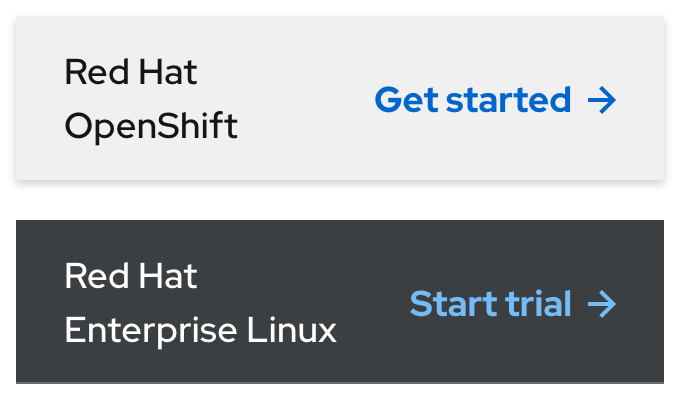 Red Hat
OpenShift
Get started →
Red Hat
Enterprise Linux
Start trial →